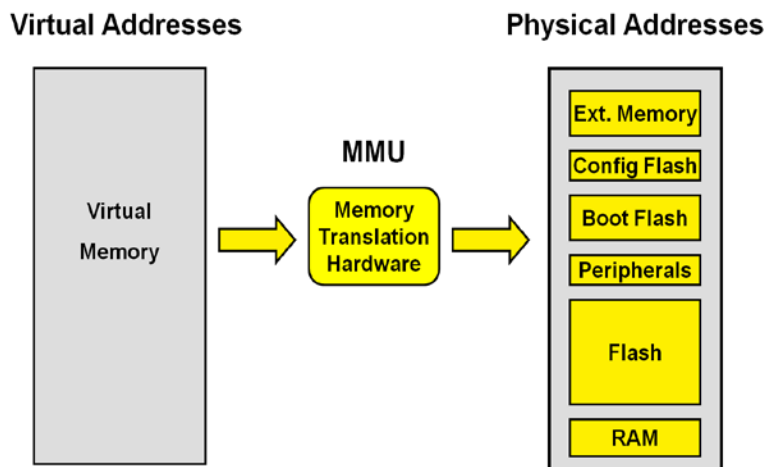 Virtual Addresses
Physical Addresses
MMU
Virtual
Memory
Memory
Translation
Hardware
Ext. Memory
Config Flash
Boot Flash
Peripherals
Flash
RAM